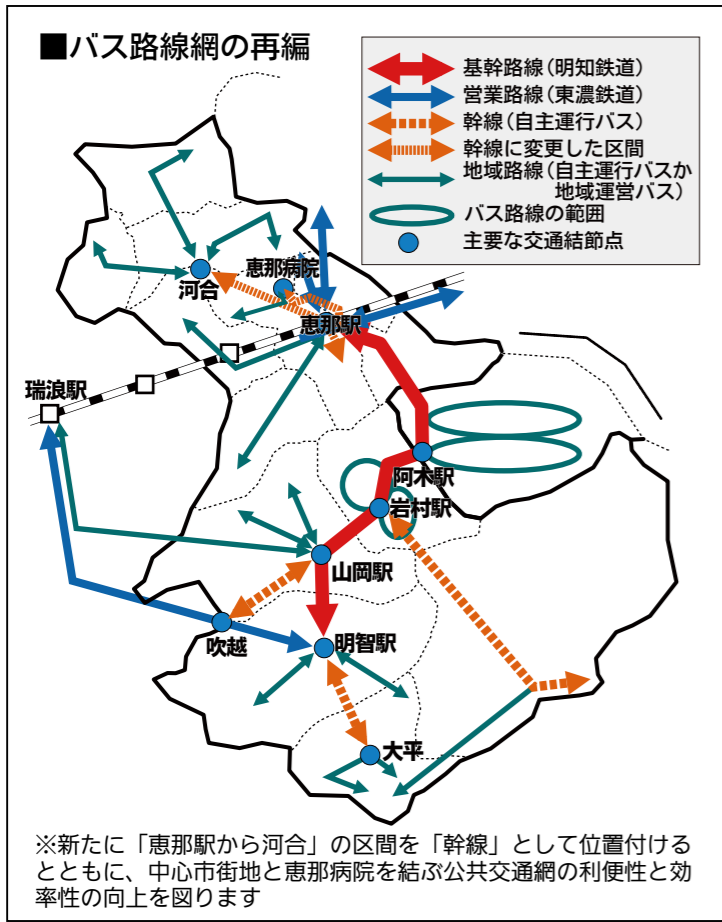 ■バス路線網の再編
基幹路線（明知鉄道）
営業路線（東濃鉄道）
幹線（自主運行バス）
幹線に変更した区間
地域路線（自主運行バスか
地域運営バス）
バス路線の範囲
主要な交通結節点
恵那病院
河合
恵那駅
瑞浪駅
阿木駅
岩村駅
山岡駅
吹越
明智駅
大平
※新たに「恵那駅から河合」の区間を「幹線」として位置付ける
とともに、中心市街地と恵那病院を結ぶ公共交通網の利便性と効
率性の向上を図ります